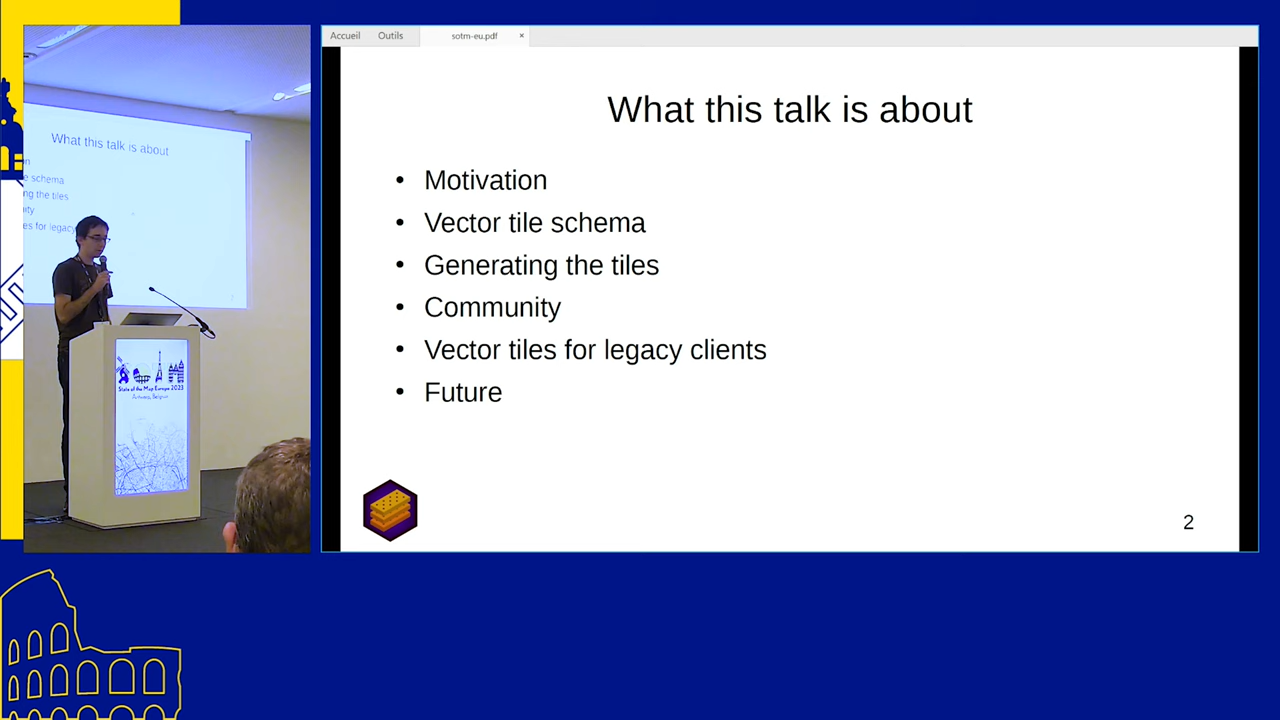 Accueil Outils sotm-eu.pdf ×
What this talk is about
• Motivation
• Vector tile schema
• Generating the tiles
• Community
• Vector tiles for legacy clients
• Future
2
What this talk is about
on
e schema
ng the tiles
ity
es for legacy
State of the Map Europe 2023
Antwerp, Belgium